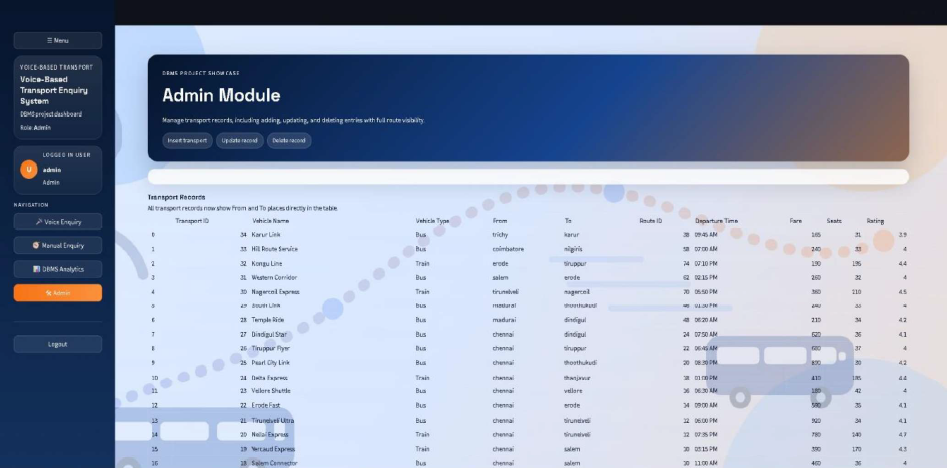 ☰ Menu
VOICE-BASED TRANSPORT
Voice-Based
Transport Enquiry
System
DBMS project dashboard
Role: Admin
LOGGED IN USER
U
admin
Admin
NAVIGATION
Voice Enquiry
Manual Enquiry
DBMS Analytics
Admin
Logout
DBMS PROJECT SHOWCASE
Admin Module
Manage transport records, including adding, updating, and deleting entries with full route visibility.
Insert transport Update record Delete record
Transport Records
All transport records now show From and To places directly in the table.
Transport ID Vehicle Name Vehicle Type From To Route ID Departure Time Fare Seats Rating
0 34 Karur Link Bus trichy karur 38 09:45 AM 165 31 3.9
1 33 Hill Route Service Bus coimbatore nilgiris 58 07:00 AM 240 33 4
2 32 Kongu Line Train erode tiruppur 74 07:10 PM 190 195 4.4
3 31 Western Corridor Bus salem erode 62 02:15 PM 260 32 4
4 30 Nagercoil Express Train tirunelveli nagercoil 70 05:50 PM 360 210 4.5
5 29 South Link Bus madurai thoothukudi 46 01:30 PM 240 33 4
6 28 Temple Ride Bus madurai dindigul 48 06:20 AM 210 34 4.2
7 27 Dindigul Star Bus chennai dindigul 24 07:50 AM 620 36 4.1
8 26 Tiruppur Flyer Bus chennai tiruppur 22 06:45 AM 680 37 4
9 25 Pearl City Link Bus chennai thoothukudi 20 08:30 PM 890 34 4.2
10 24 Delta Express Train chennai thanjavur 18 01:00 PM 410 185 4.4
11 23 Vellore Shuttle Bus chennai vellore 16 06:30 AM 180 42 4
12 22 Erode Fast Bus chennai erode 14 09:00 AM 35 4.1
13 21 Tirunelveli Ultra Bus chennai tirunelveli 12 06:00 PM 920 34 4.1
14 20 Nellai Express Train chennai tirunelveli 12 07:35 PM 780 140 4.7
15 19 Yercaud Express Train chennai salem 10 03:15 PM 390 170 4.3
16 18 Salem Connector Bus chennai salem 10 11:00 AM 460 36 4